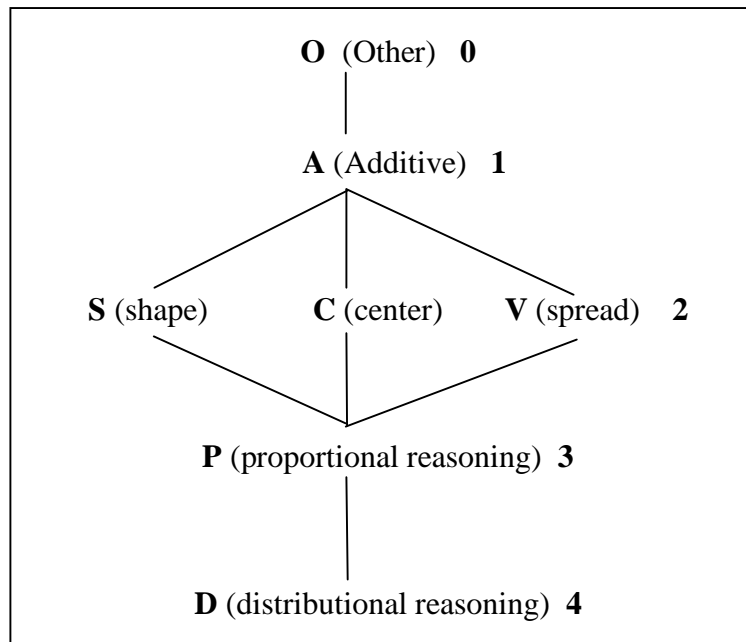 O (Other) 0
A (Additive) 1
S (shape) C (center) V (spread) 2
P (proportional reasoning) 3
D (distributional reasoning) 4